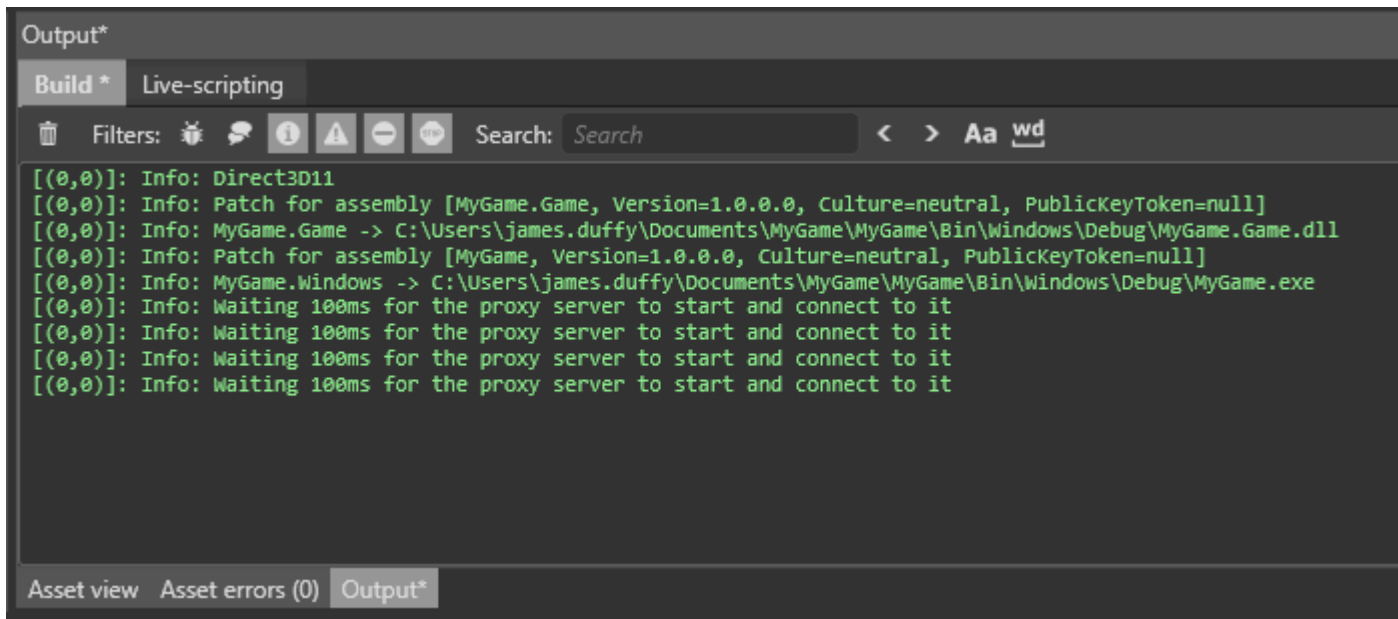 Output*
Build * Live-scripting
Filters: STOP Search: Search < > Aa wd
[(0,0)]: Info: Direct3D11
[(0,0)]: Info: Patch for assembly [MyGame.Game, Version=1.0.0.0, Culture=neutral, PublicKeyToken=null]
[(0,0)]: Info: MyGame.Game -> C:\Users\james.duffy\Documents\MyGame\MyGame\Bin\Windows\Debug\MyGame.Game.dll
[(0,0)]: Info: Patch for assembly [MyGame, Version=1.0.0.0, Culture=neutral, PublicKeyToken=null]
[(0,0)]: Info: MyGame.Windows -> C:\Users\james.duffy\Documents\MyGame\MyGame\Bin\Windows\Debug\MyGame.exe
[(0,0)]: Info: Waiting 100ms for the proxy server to start and connect to it
[(0,0)]: Info: Waiting 100ms for the proxy server to start and connect to it
[(0,0)]: Info: Waiting 100ms for the proxy server to start and connect to it
[(0,0)]: Info: Waiting 100ms for the proxy server to start and connect to it
Asset view Asset errors (0) Output*